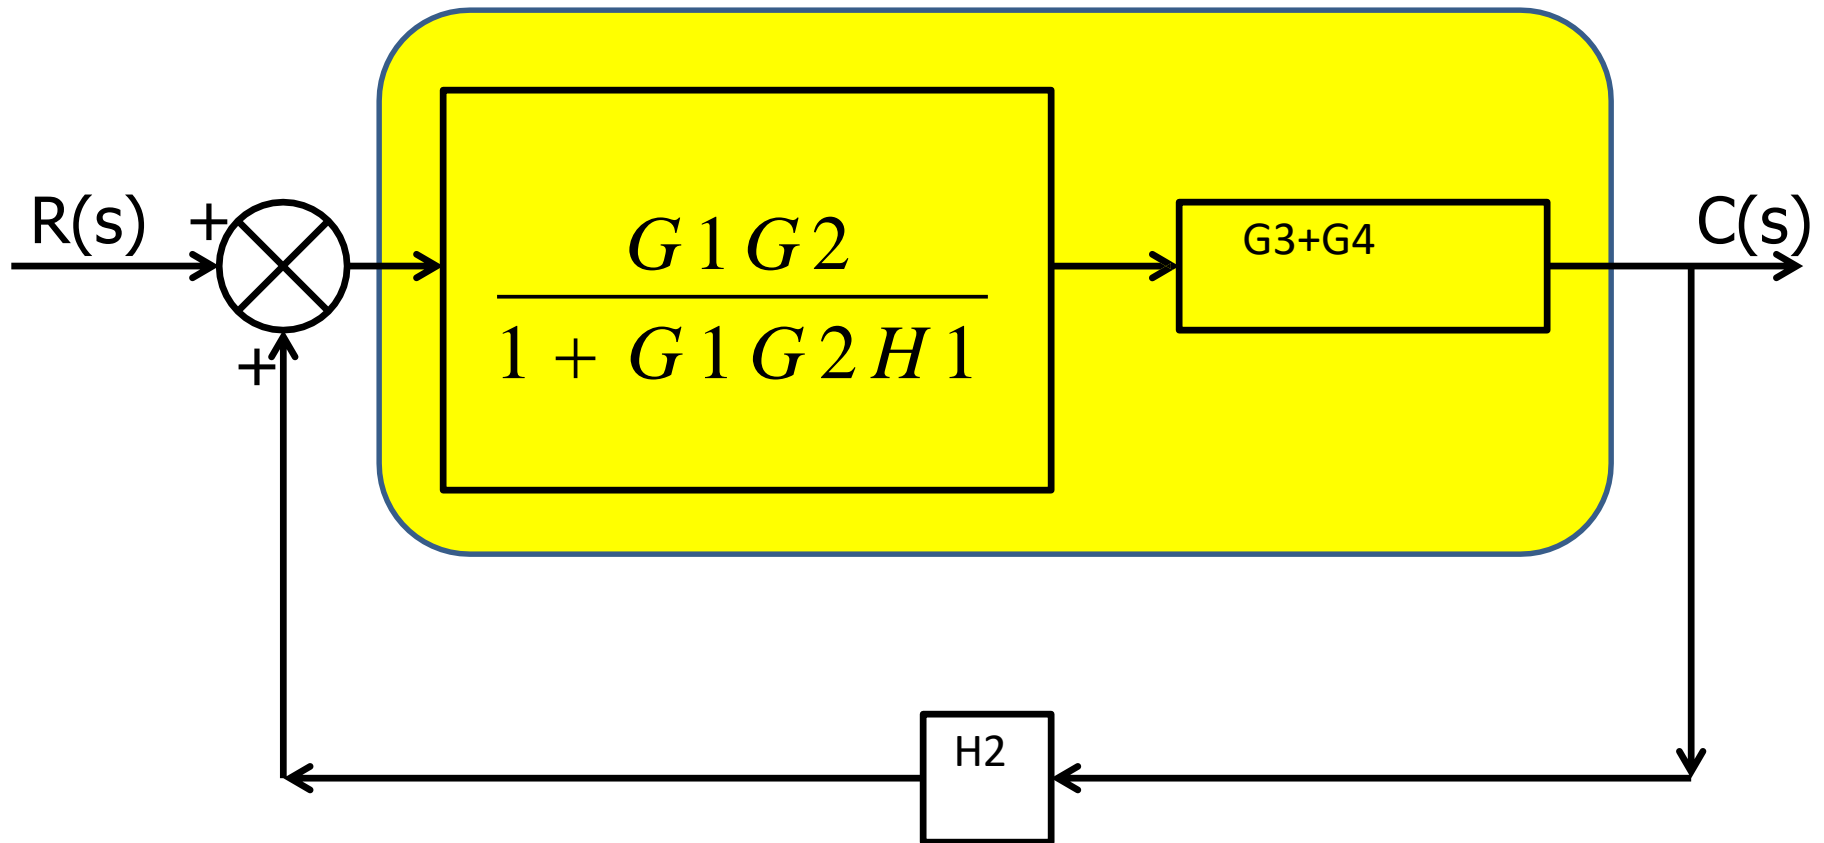 R(s)
+
+
G1G2
1 + G1G2H1
G3+G4
C(s)
H2